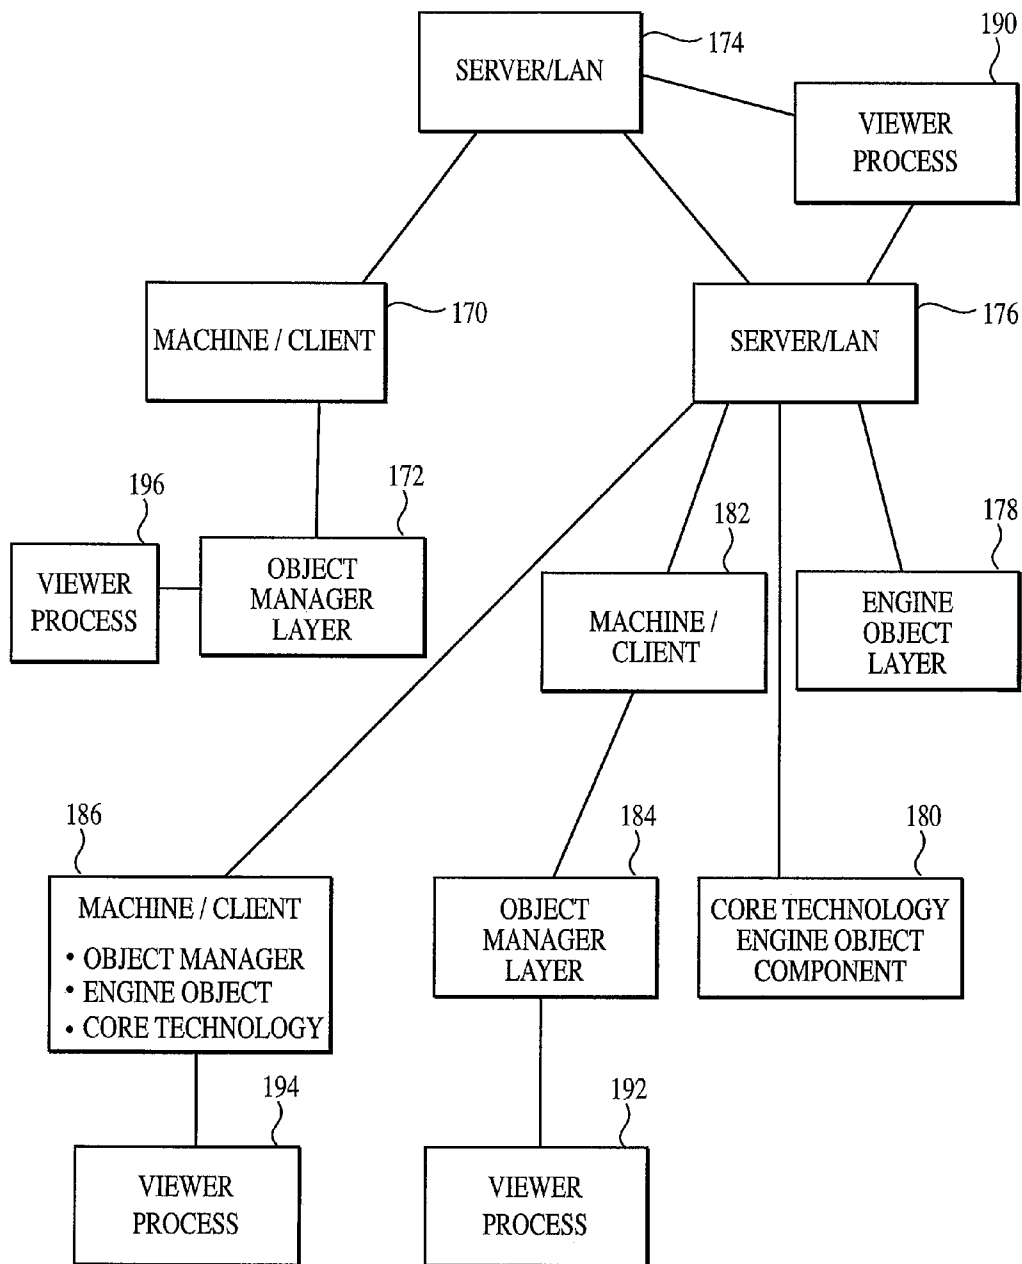 174
SERVER/LAN
190
VIEWER
PROCESS
170
MACHINE / CLIENT
176
SERVER/LAN
196
VIEWER
PROCESS
172
OBJECT
MANAGER
LAYER
182
MACHINE /
CLIENT
178
ENGINE
OBJECT
LAYER
186
MACHINE / CLIENT
• OBJECT MANAGER
• ENGINE OBJECT
• CORE TECHNOLOGY
184
OBJECT
MANAGER
LAYER
180
CORE TECHNOLOGY
ENGINE OBJECT
COMPONENT
194
VIEWER
PROCESS
192
VIEWER
PROCESS